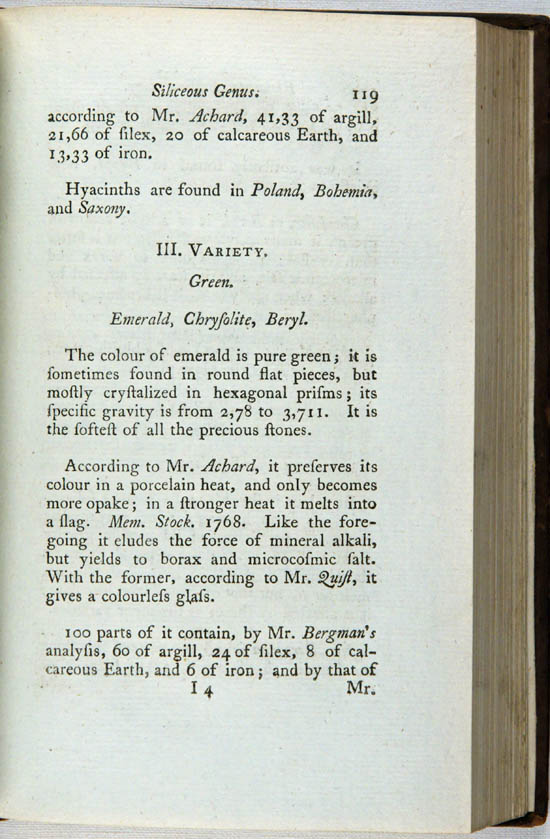 Siliceous Genus. 119
according to Mr. Achard, 41,33 of argill,
21,66 of ſilex, 20 of calcareous Earth, and
13,33 of iron.
Hyacinths are found in Poland, Bohemia,
and Saxony.
III. VARIETY.
Green.
Emerald, Chryſolite, Beryl.
The colour of emerald is pure green; it is
ſometimes found in round flat pieces, but
moſtly cryſtalized in hexagonal priſms; its
ſpecific gravity is from 2,78 to 3,711. It is
the ſofteſt of all the precious ſtones.
According to Mr. Achard, it preſerves its
colour in a porcelain heat, and only becomes
more opake; in a ſtronger heat it melts into
a ſlag. Mem. Stock. 1768. Like the fore-
going it eludes the force of mineral alkali,
but yields to borax and microcoſmic ſalt.
With the former, according to Mr. Quiſt, it
gives a colourleſs glaſs.
100 parts of it contain, by Mr. Bergman's
analyſis, 60 of argill, 24 of ſilex, 8 of cal-
careous Earth, and 6 of iron; and by that of
I 4 Mr.